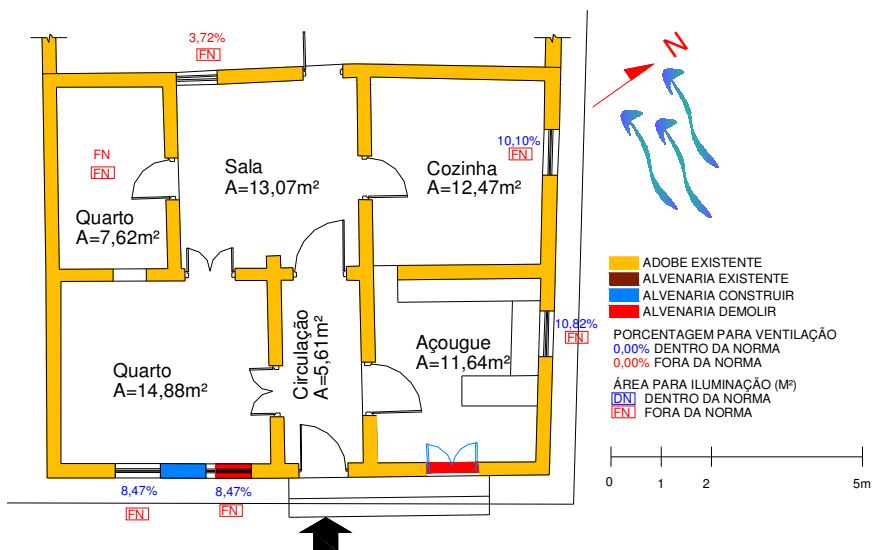 3,72%
FN
N
FN
FN
Sala
A=13,07m²
10,10%
FN
Cozinha
A=12,47m²
Quarto
A=7,62m²
ADOBE EXISTENTE
ALVENARIA EXISTENTE
ALVENARIA CONSTRUIR
ALVENARIA DEMOLIR
PORCENTAGEM PARA VENTILAÇÃO
0,00% DENTRO DA NORMA
0,00% FORA DA NORMA
ÁREA PARA ILUMINAÇÃO (M²)
DN DENTRO DA NORMA
FN FORA DA NORMA
10,82%
FN
Açougue
A=11,64m²
Circulação
A=5,61m²
Quarto
A=14,88m²
8,47%
FN
8,47%
FN
0 1 2 5m